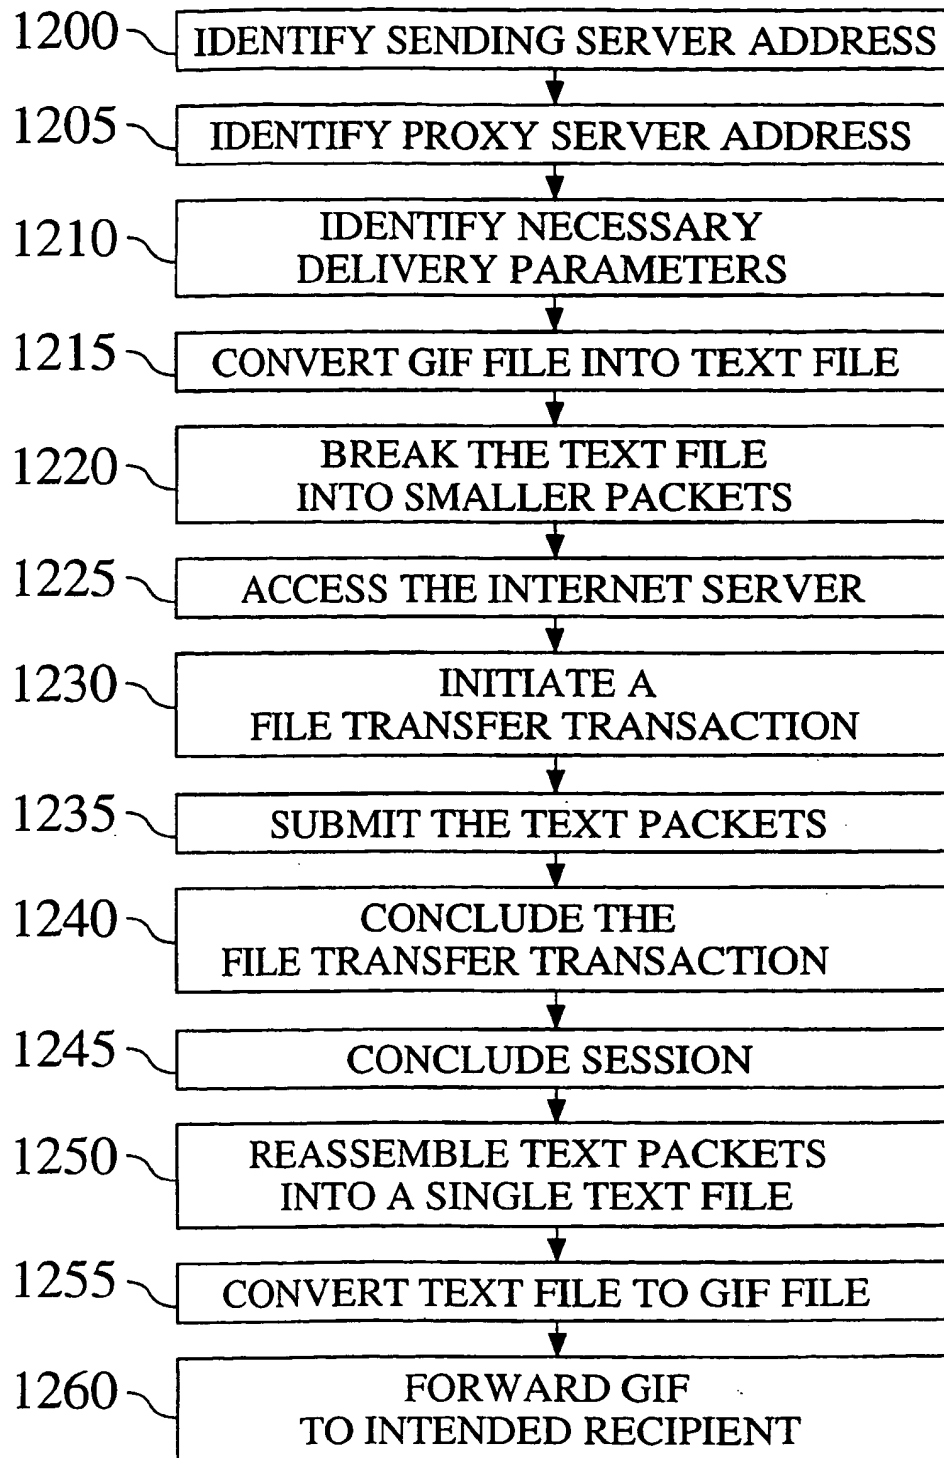 1200 IDENTIFY SENDING SERVER ADDRESS
1205 IDENTIFY PROXY SERVER ADDRESS
1210 IDENTIFY NECESSARY
DELIVERY PARAMETERS
1215 CONVERT GIF FILE INTO TEXT FILE
1220 BREAK THE TEXT FILE
INTO SMALLER PACKETS
1225 ACCESS THE INTERNET SERVER
1230 INITIATE A
FILE TRANSFER TRANSACTION
1235 SUBMIT THE TEXT PACKETS
1240 CONCLUDE THE
FILE TRANSFER TRANSACTION
1245 CONCLUDE SESSION
1250 REASSEMBLE TEXT PACKETS
INTO A SINGLE TEXT FILE
1255 CONVERT TEXT FILE TO GIF FILE
1260 FORWARD GIF
TO INTENDED RECIPIENT